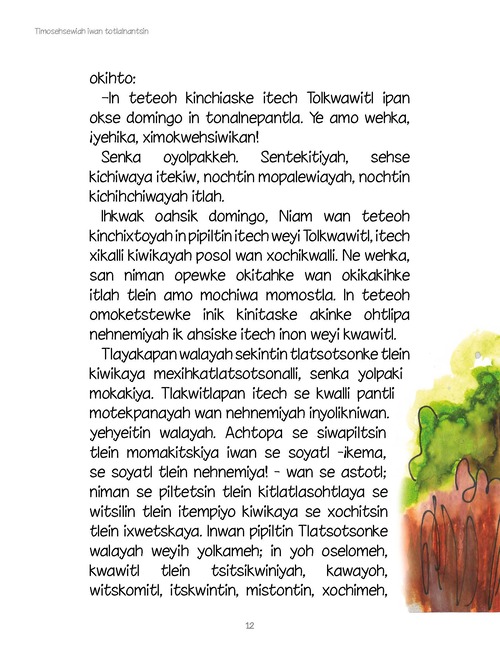 Timosehsewiah iwan totlalnantsin
okihto:
–In teteoh kinchiaske itech Tolkwawitl ipan
okse domingo in tonalnepantla. Ye amo wehka,
¡yehika, ximokwehsiwikan!
Senka oyolpakkeh. Sentekitiyah, sehse
kichiwaya itekiw, nochtin mopalewiayah, nochtin
kichihchiwayah itlah.
Ihkwak oahsik domingo, Niam wan teteoh
kinchixtoyah in pipiltin itech weyi Tolkwawitl, itech
xikalli kiwikayah posol wan xochikwalli. Ne wehka,
san niman opewke okitahke wan okikakihke
itlah tlein amo mochiwa momostla. In teteoh
omoketstewke inik kinitaske akinke ohtlipa
nehnemiyah ik ahsiske itech inon weyi kwawitl.
Tlayakapan walayah sekintin tlatsotsonke tlein
kiwikaya mexihkatlatsotsonalli, senka yolpaki
mokakiya. Tlakwitlapan itech se kwalli pantli
motekpanayah wan nehnemiyah inyolikniwan.
yehyeitin walayah. Achtopa se siwapiltsin
tlein momakitskiya iwan se soyatl -ikema,
se soyatl tlein nehnemiya! - wan se astotl;
niman se piltetsin tlein kitlatlasohtlaya se
witsilin tlein itempiyo kiwikaya se xochitsin
tlein ixwetskaya. Inwan pipiltin Tlatsotsonke
walayah weyih yolkameh; in yoh oselomeh,
kwawitl tlein tsitsikwiniyah, kawayoh,
witskomitl, itskwintin, mistontin, xochimeh,
12